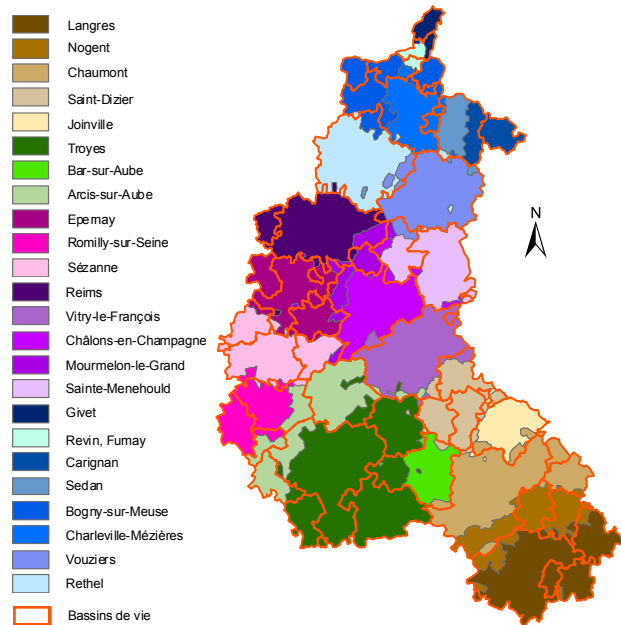 Langres
Nogent
Chaumont
Saint-Dizier
Joinville
Troyes
Bar-sur-Aube
Arcis-sur-Aube
Epernay
Romilly-sur-Seine
Sézanne
Reims
Vitry-le-François
Châlons-en-Champagne
Mourmelon-le-Grand
Sainte-Menehould
Givet
Revin, Fumay
Carignan
Sedan
Bogny-sur-Meuse
Charleville-Mézières
Vouziers
Rethel
Bassins de vie
N